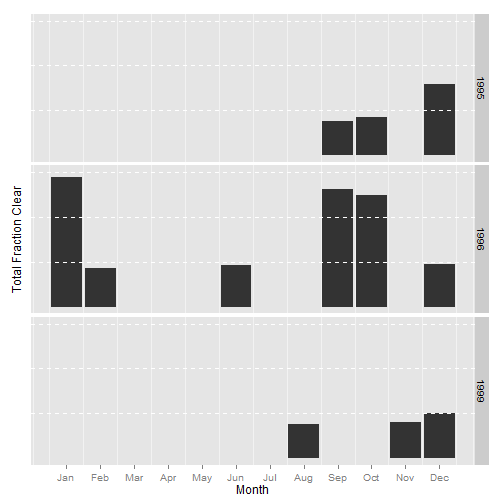 1995
1996
1999
Total Fraction Clear
Jan Feb Mar Apr May Jun Jul Aug Sep Oct Nov Dec
Month